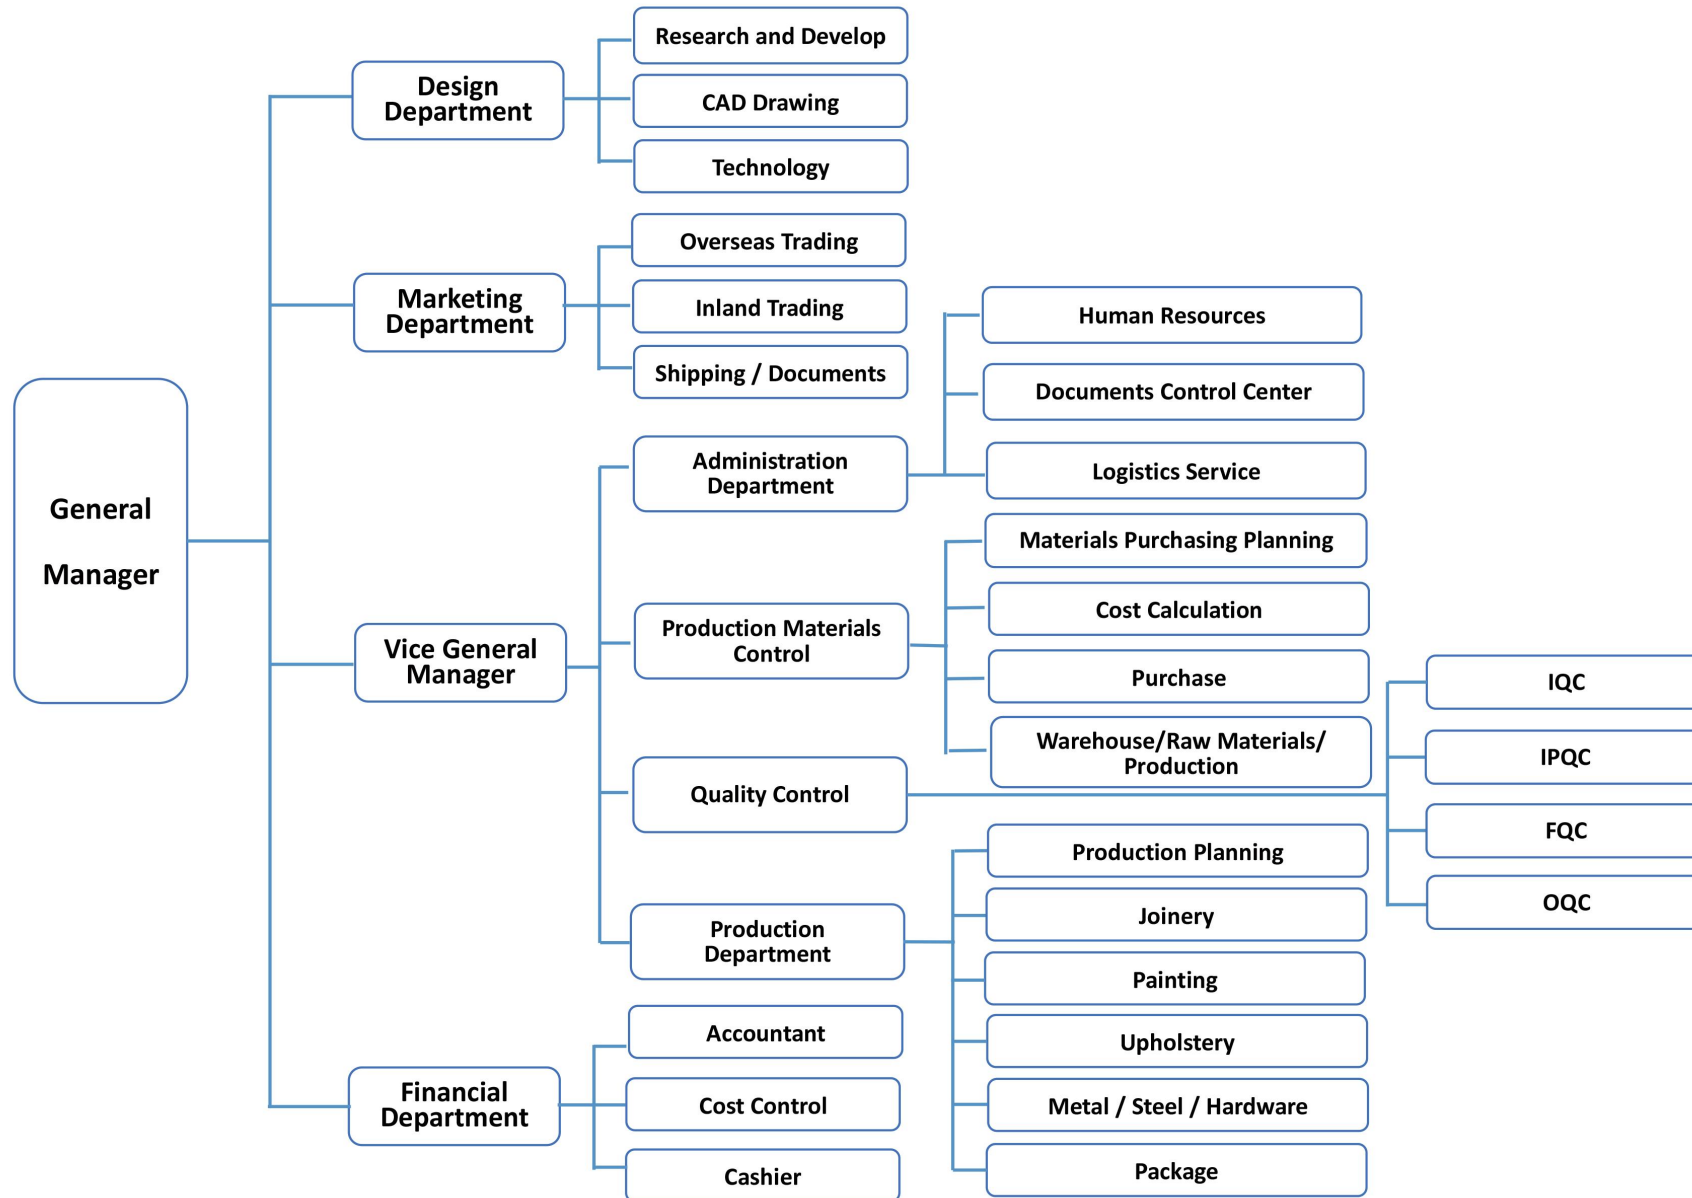 General
Manager
Design
Department
Research and Develop
CAD Drawing
Technology
Marketing
Department
Overseas Trading
Inland Trading
Shipping / Documents
Vice General
Manager
Administration
Department
Human Resources
Documents Control Center
Logistics Service
Production Materials
Control
Materials Purchasing Planning
Cost Calculation
Purchase
Warehouse/Raw Materials/
Production
Quality Control
IQC
IPQC
FQC
OQC
Production
Department
Production Planning
Joinery
Painting
Upholstery
Metal / Steel / Hardware
Package
Financial
Department
Accountant
Cost Control
Cashier